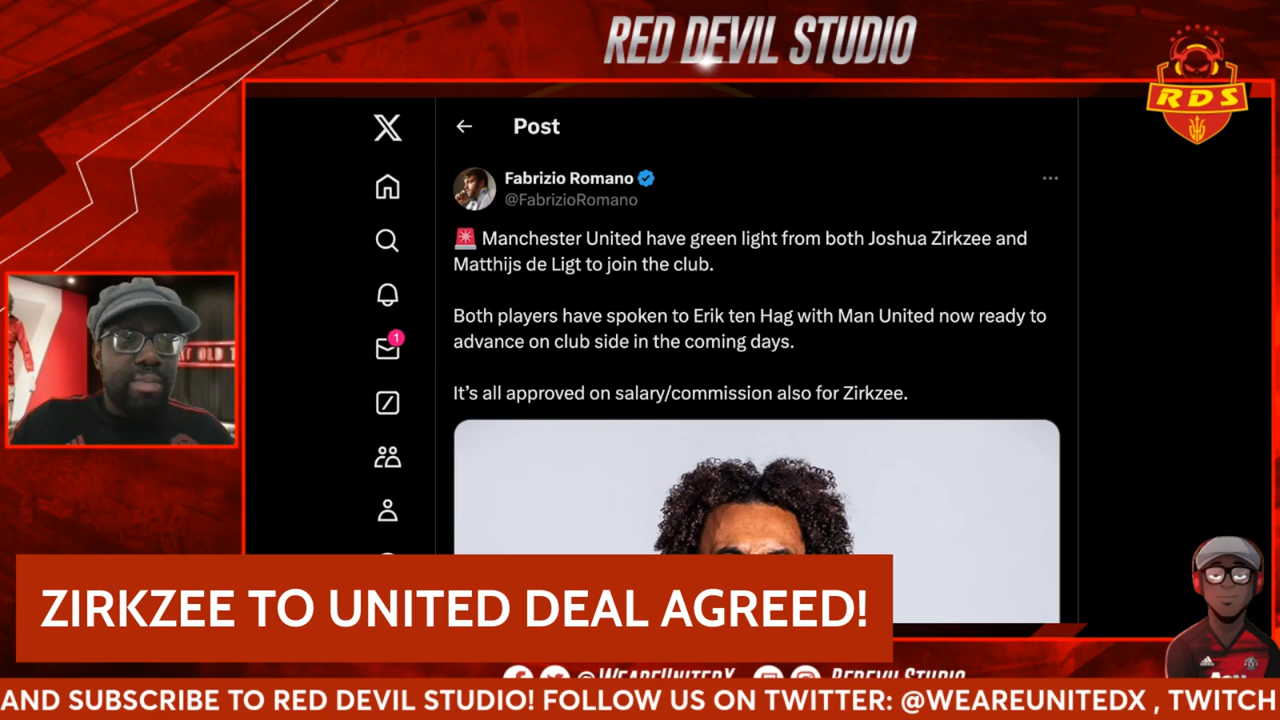 RED DEVIL STUDIO
RDS
Post
Fabrizio Romano
@FabrizioRomano
🚨 Manchester United have green light from both Joshua Zirkzee and
Matthijs de Ligt to join the club.
Both players have spoken to Erik ten Hag with Man United now ready to
advance on club side in the coming days.
It's all approved on salary/commission also for Zirkzee.
1
ZIRKZEE TO UNITED DEAL AGREED!
@WEAREUNITEDX
REDEVIL STUDIO
AND SUBSCRIBE TO RED DEVIL STUDIO! FOLLOW US ON TWITTER: @WEAREUNITEDX , TWITCH